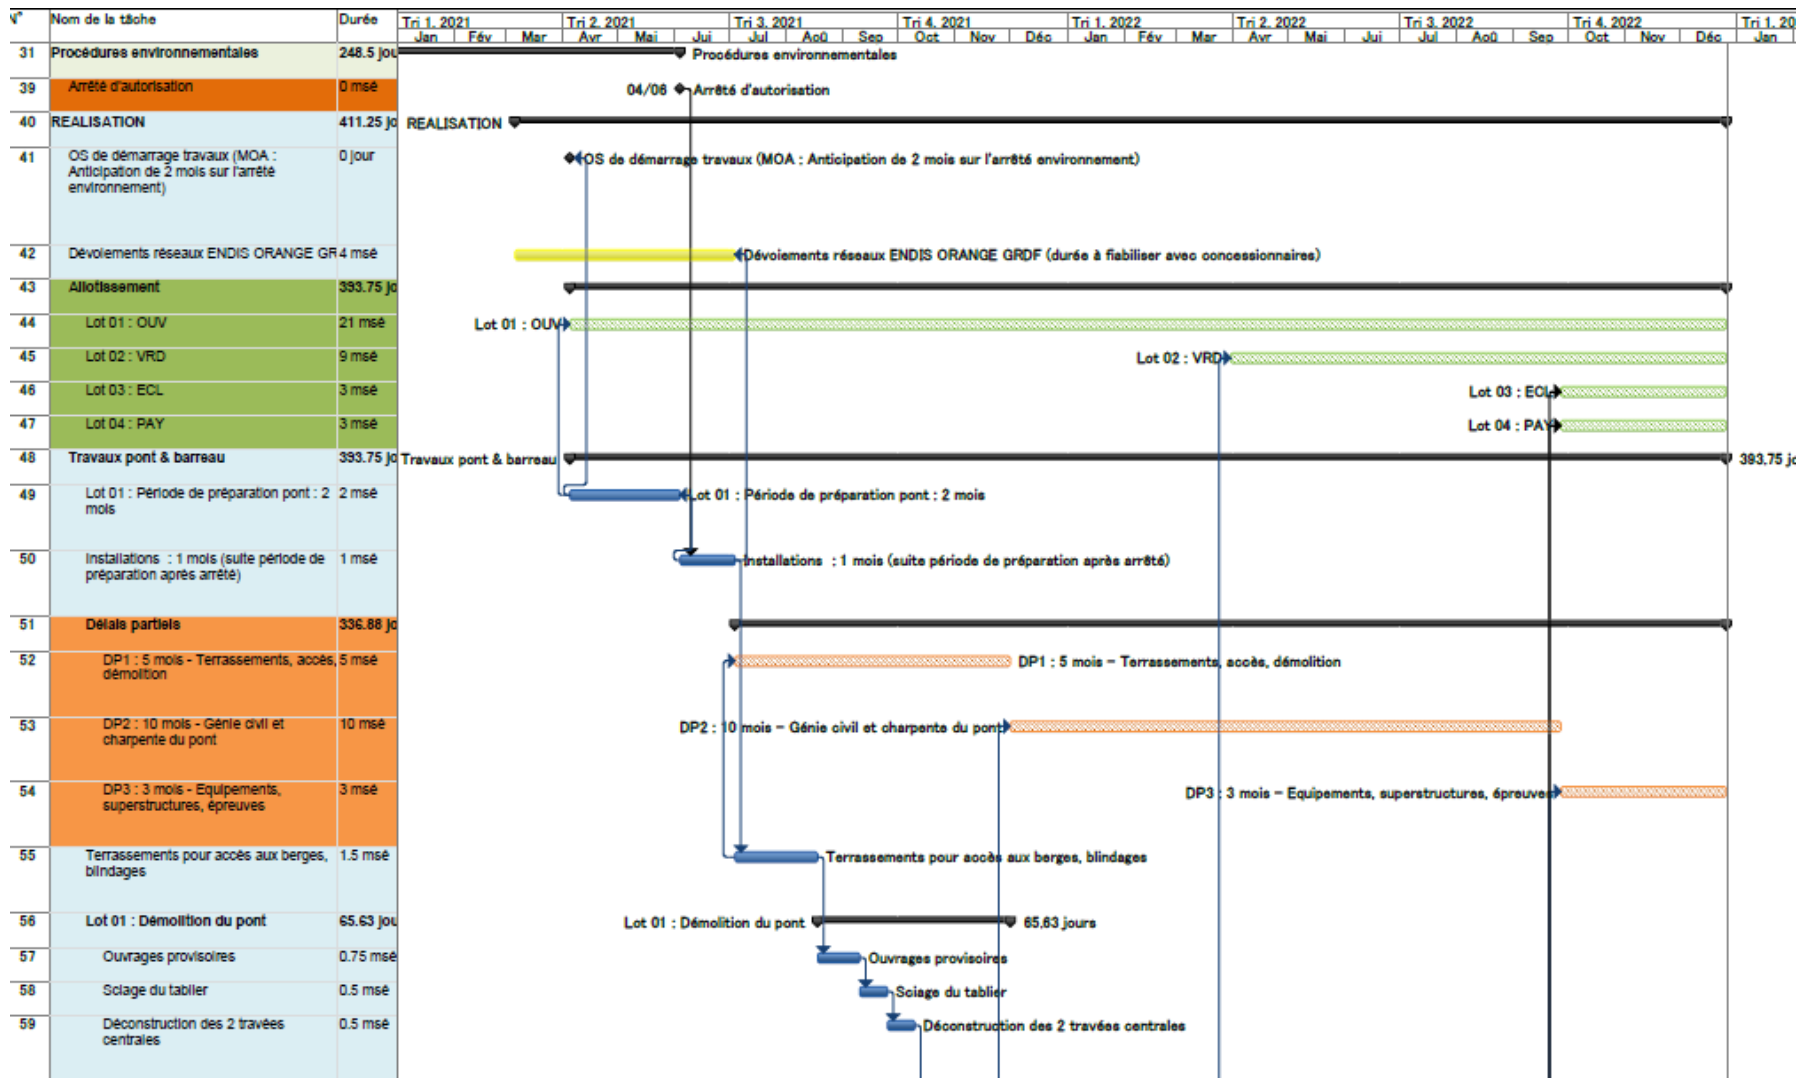 N° Nom de la tâche Durée Tri 1, 2021 Tri 2, 2021 Tri 3, 2021 Tri 4, 2021 Tri 1, 2022 Tri 2, 2022 Tri 3, 2022 Tri 4, 2022 Tri 1, 20
Jan Fév Mar Avr Mai Jui Jul Aoû Sep Oct Nov Déc Jan Fév Mar Avr Mai Jui Jul Aoû Sep Oct Nov Déc Jan
31 Procédures environnementales 248.5 jou Procédures environnementales
39 Arrêté d'autorisation 0 msé 04/06 Arrêté d'autorisation
40 REALISATION 411.25 jo REALISATION
41 OS de démarrage travaux (MOA : 0 jour OS de démarrage travaux (MOA : Anticipation de 2 mois sur l'arrêté environnement)
Anticipation de 2 mois sur l'arrêté
environnement)
42 Dévoiements réseaux ENDIS ORANGE GR 4 msé Dévoiements réseaux ENDIS ORANGE GRDF (durée à fiabiliser avec concessionnaires)
43 Allotissement 393.75 jo
44 Lot 01 : OUV 21 msé Lot 01 : OUV
45 Lot 02 : VRD 9 msé Lot 02 : VRD
46 Lot 03 : ECL 3 msé Lot 03 : ECL
47 Lot 04 : PAY 3 msé Lot 04 : PAY
48 Travaux pont & barreau 393.75 jo Travaux pont & barreau 393,75 jo
49 Lot 01 : Période de préparation pont : 2 2 msé Lot 01 : Période de préparation pont : 2 mois
mois
50 Installations : 1 mois (suite période de 1 msé Installations : 1 mois (suite période de préparation après arrêté)
préparation après arrêté)
51 Délais partiels 336.88 jo
52 DP1 : 5 mois - Terrassements, accès, 5 msé DP1 : 5 mois - Terrassements, accès, démolition
démolition
53 DP2 : 10 mois - Génie civil et 10 msé DP2 : 10 mois - Génie civil et charpente du pont
charpente du pont
54 DP3 : 3 mois - Equipements, 3 msé DP3 : 3 mois - Equipements, superstructures, épreuves
superstructures, épreuves
55 Terrassements pour accès aux berges, 1.5 msé Terrassements pour accès aux berges, blindages
blindages
56 Lot 01 : Démolition du pont 65.63 jou Lot 01 : Démolition du pont 65,63 jours
57 Ouvrages provisoires 0.75 msé Ouvrages provisoires
58 Sciage du tablier 0.5 msé Sciage du tablier
59 Déconstruction des 2 travées 0.5 msé Déconstruction des 2 travées centrales
centrales